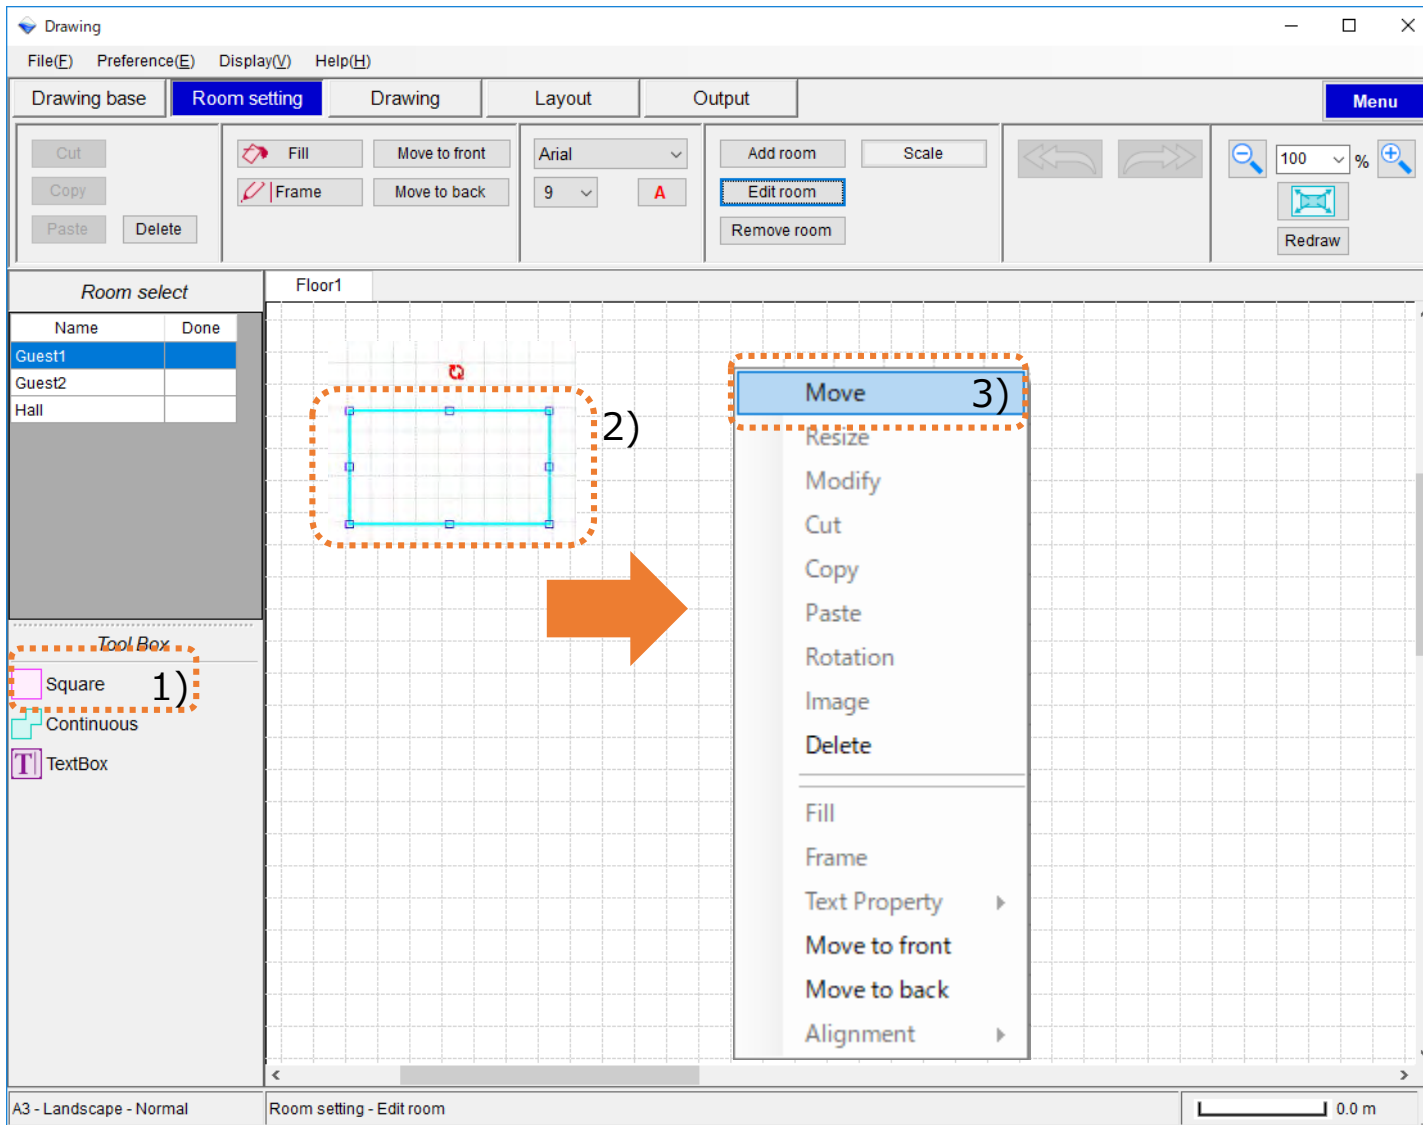 Drawing
File(F) Preference(E) Display(V) Help(H)
Drawing base Room setting Drawing Layout Output Menu
Cut Fill Move to front Arial Add room Scale 100 %
Copy Frame Move to back 9 A Edit room
Paste Delete Remove room Redraw
Room select Floor1
Name Done
Guest1
Guest2
Hall
2)
Move 3)
Resize
Modify
Cut
Copy
Paste
Rotation
Image
Delete
Fill
Frame
Text Property
Move to front
Move to back
Alignment
Tool Box
Square 1)
Continuous
T TextBox
A3 - Landscape - Normal Room setting - Edit room 0.0 m